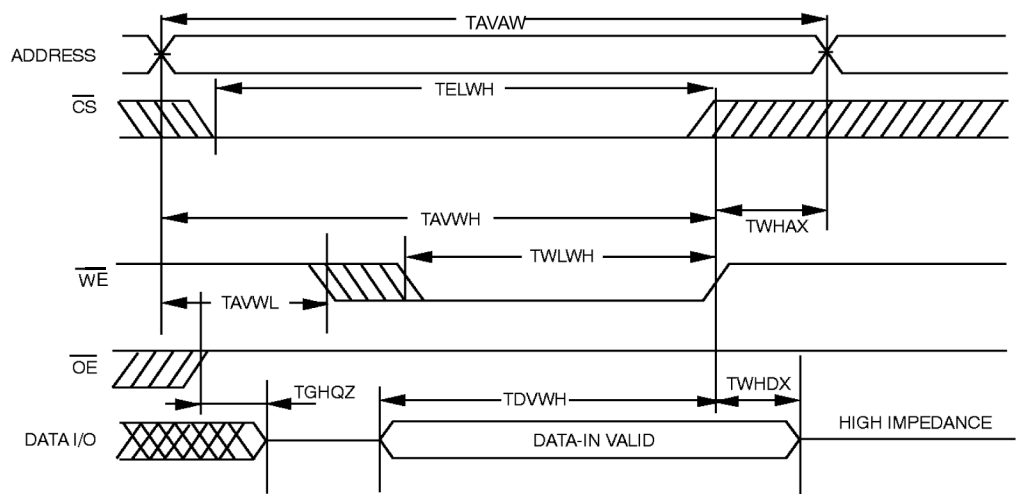 TAVAW
ADDRESS
TELWH
CS
TAVWH
TWHAX
TWLWH
WE
TAVWL
OE
TGHQZ
TWHDX
TDVWH
HIGH IMPEDANCE
DATA I/O
DATA-IN VALID